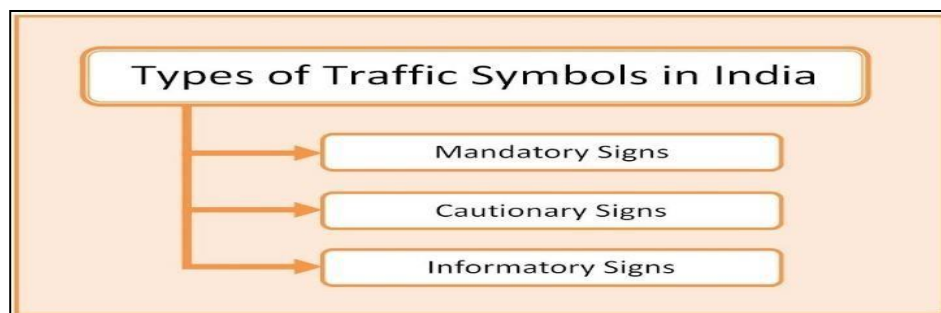 Types of Traffic Symbols in India
Mandatory Signs
Cautionary Signs
Informatory Signs